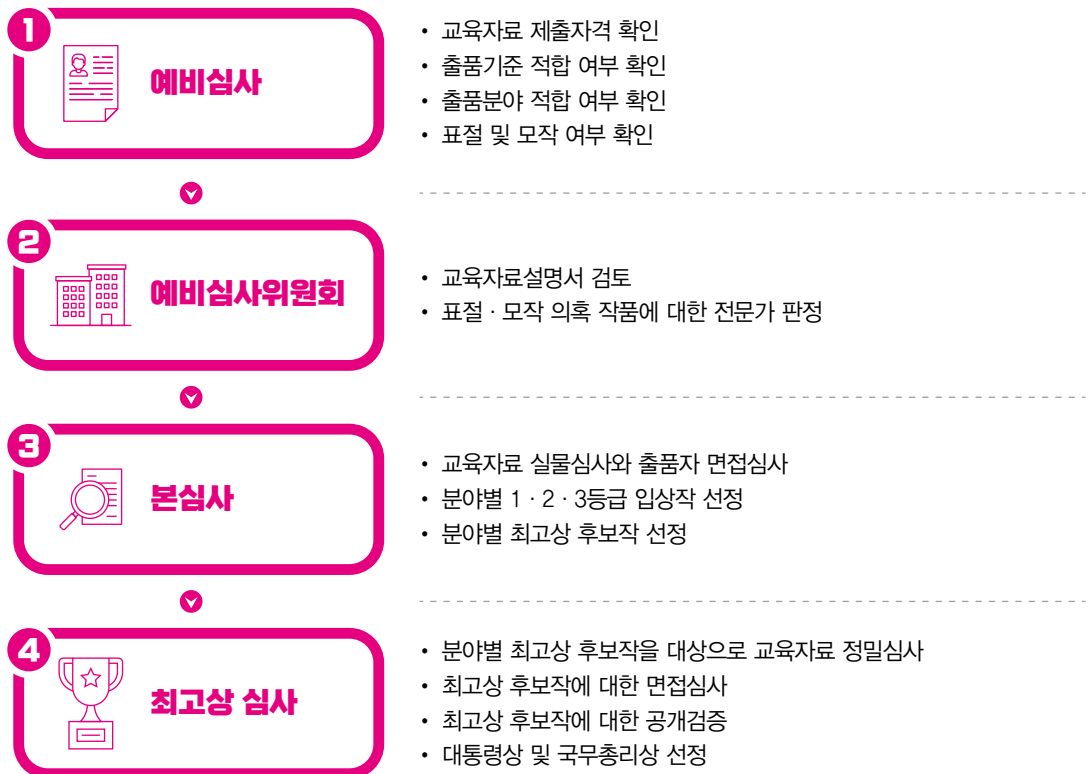 1
예비심사
• 교육자료 제출자격 확인
• 출품기준 적합 여부 확인
• 출품분야 적합 여부 확인
• 표절 및 모작 여부 확인
2
예비심사위원회
• 교육자료설명서 검토
• 표절 · 모작 의혹 작품에 대한 전문가 판정
3
본심사
• 교육자료 실물심사와 출품자 면접심사
• 분야별 1 · 2 · 3등급 입상작 선정
• 분야별 최고상 후보작 선정
4
최고상 심사
• 분야별 최고상 후보작을 대상으로 교육자료 정밀심사
• 최고상 후보작에 대한 면접심사
• 최고상 후보작에 대한 공개검증
• 대통령상 및 국무총리상 선정